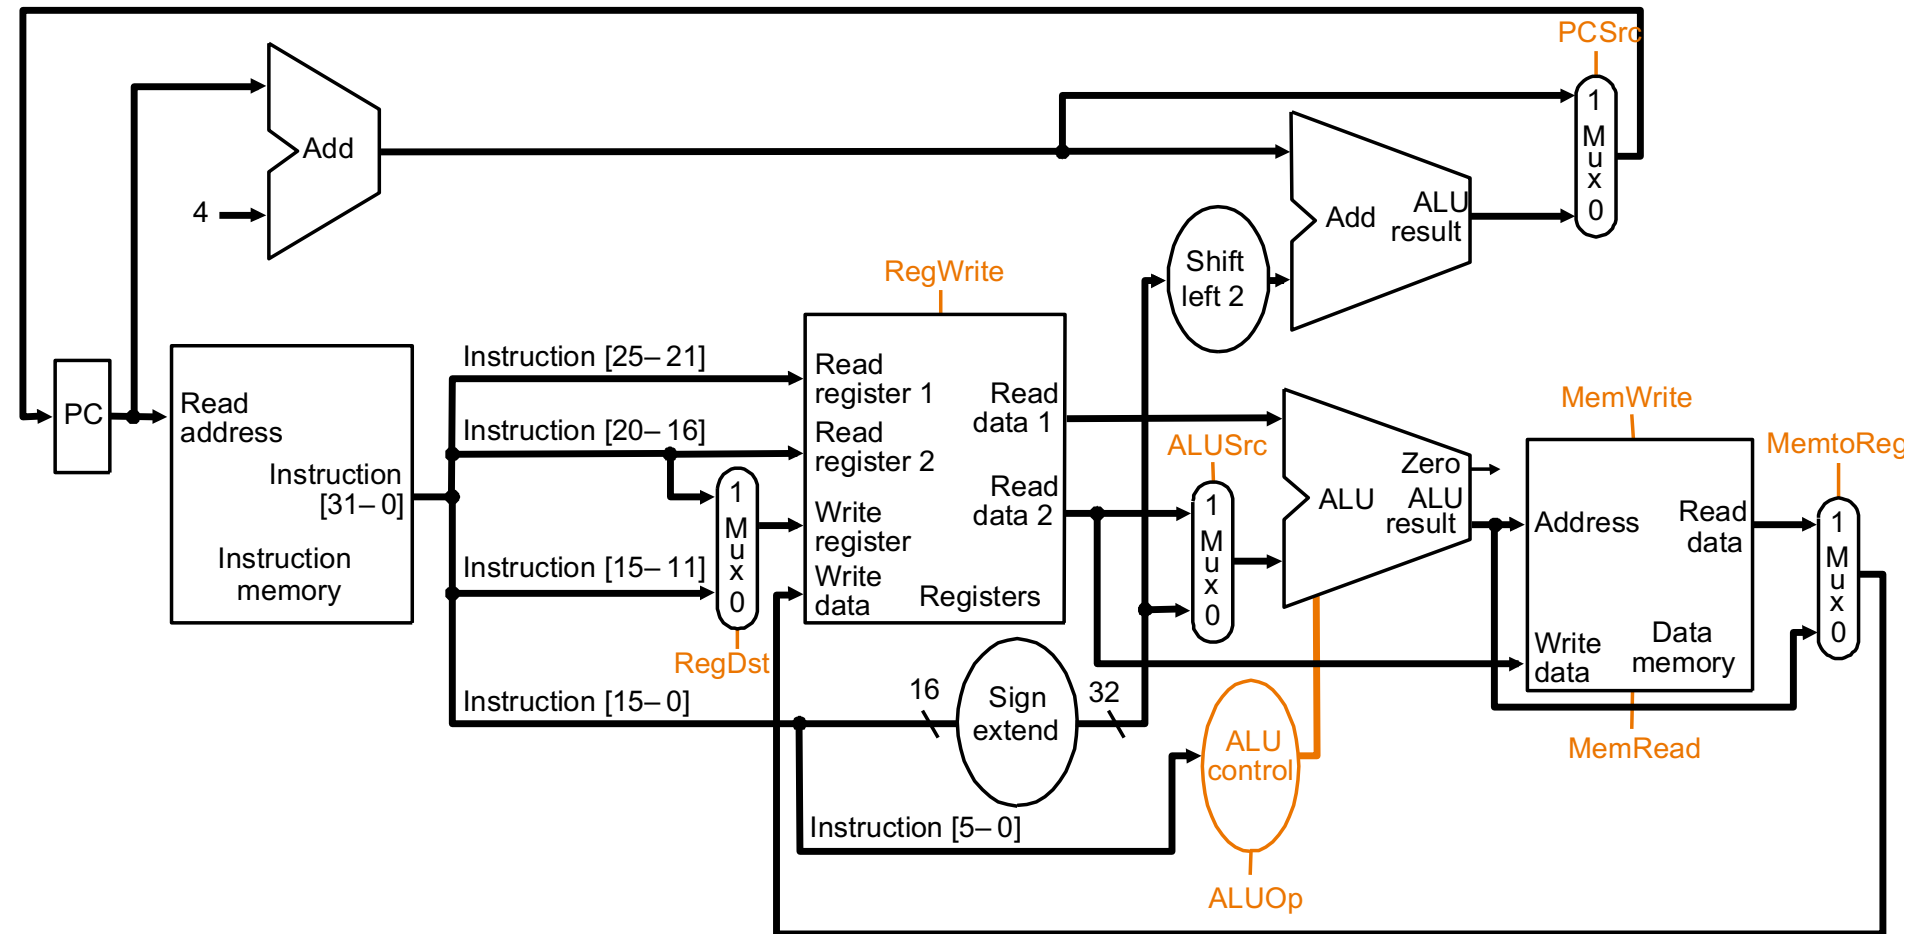 PCSrc
1
M
u
x
0
Add
4
Add
ALU
result
Shift
left 2
RegWrite
PC
Read
address
Instruction
[31–0]
Instruction
memory
Instruction [25–21]
Instruction [20–16]
Instruction [15–11]
Instruction [15–0]
Instruction [5–0]
1
M
u
x
0
RegDst
Read
register 1
Read
register 2
Write
register
Write
data
Read
data 1
Read
data 2
Registers
16
Sign
extend
32
ALUSrc
1
M
u
x
0
Zero
ALU
ALU
result
ALU
control
ALUOp
MemWrite
Address
Read
data
Write
data
Data
memory
MemRead
MemtoReg
1
M
u
x
0